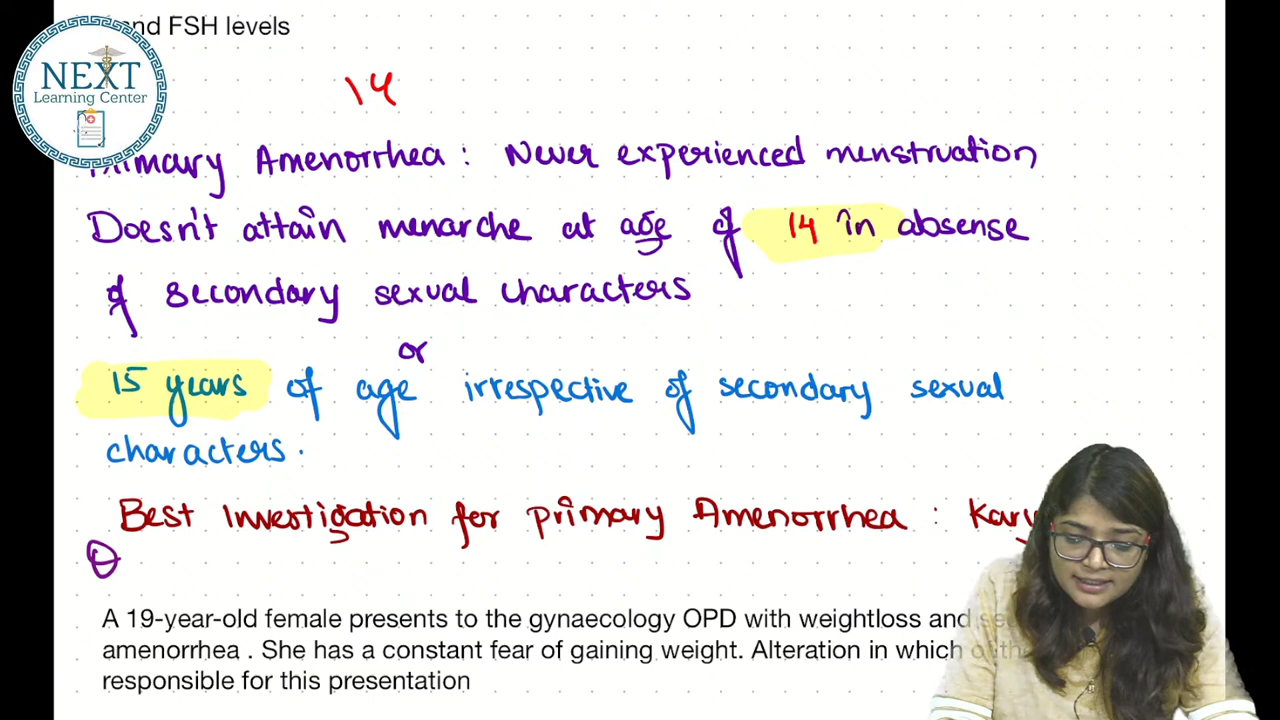 and FSH levels
NEXT
Learning Center
14
Primary Amenorrhea : Never experienced menstruation
Doesn't attain menarche at age of 14 in absense
of secondary sexual characters
or
15 years of age irrespective of secondary sexual
characters.
Best Investigation for primary Amenorrhea : Kary
A 19-year-old female presents to the gynaecology OPD with weightloss and
amenorrhea . She has a constant fear of gaining weight. Alteration in which
responsible for this presentation